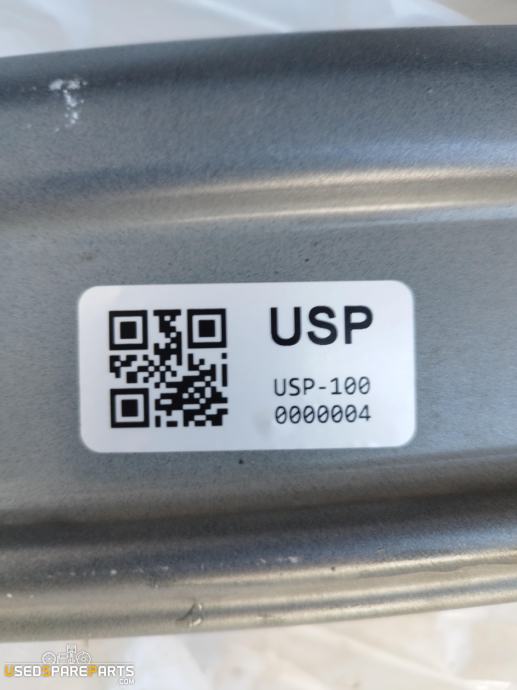 USP
USP-100
0000004
USEDSPAREPARTS
.COM